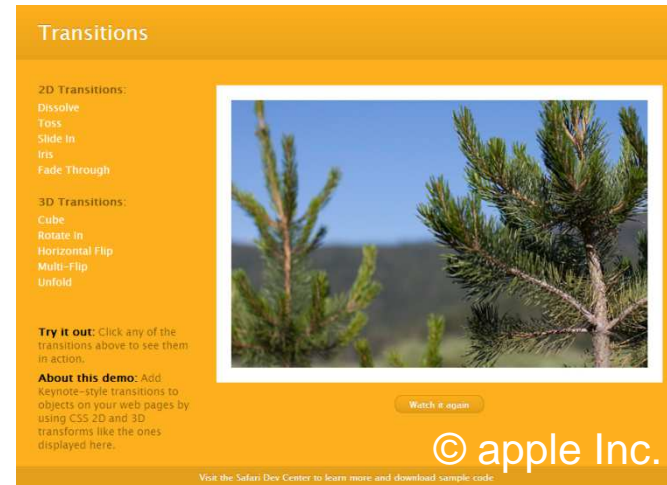 Transitions
2D Transitions:
Dissolve
Toss
Slide In
Iris
Fade Through
3D Transitions:
Cube
Rotate In
Horizontal Flip
Multi-Flip
Unfold
Try it out: Click any of the
transitions above to see them
in action.
About this demo: Add
Keynote-style transitions to
objects on your web pages by
using CSS 2D and 3D
transforms like the ones
displayed here.
Watch it again
© apple Inc.
Visit the Safari Dev Center to learn more and download sample code